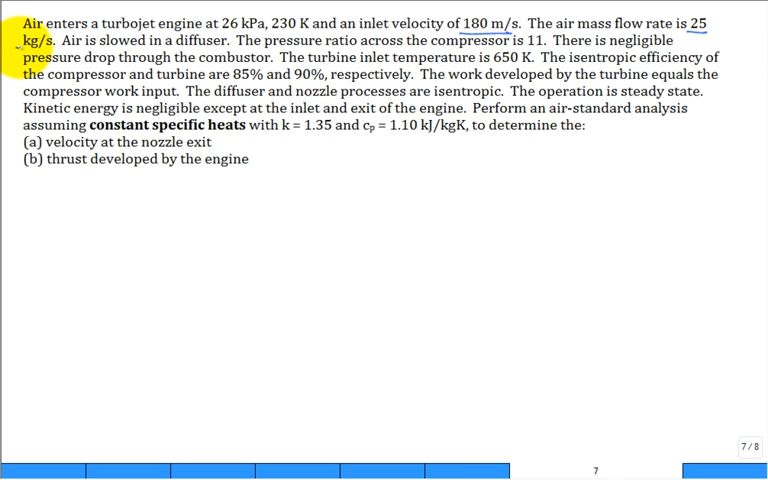 Air enters a turbojet engine at 26 kPa, 230 K and an inlet velocity of 180 m/s. The air mass flow rate is 25
kg/s. Air is slowed in a diffuser. The pressure ratio across the compressor is 11. There is negligible
pressure drop through the combustor. The turbine inlet temperature is 650 K. The isentropic efficiency of
the compressor and turbine are 85% and 90%, respectively. The work developed by the turbine equals the
compressor work input. The diffuser and nozzle processes are isentropic. The operation is steady state.
Kinetic energy is negligible except at the inlet and exit of the engine. Perform an air-standard analysis
assuming constant specific heats with k = 1.35 and cp = 1.10 kJ/kgK, to determine the:
(a) velocity at the nozzle exit
(b) thrust developed by the engine
7 / 8
7